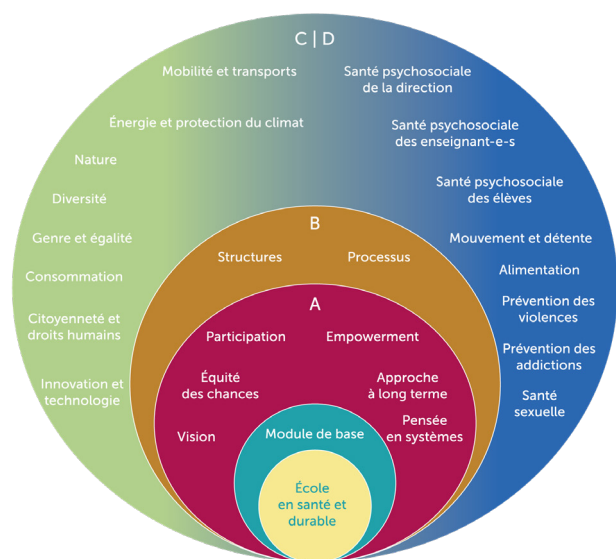 C | D
Mobilité et transports
Énergie et protection du climat
Nature
Diversité
Genre et égalité
Consommation
Citoyenneté et
droits humains
Innovation et
technologie
Santé psychosociale
de la direction
Santé psychosociale
des enseignant-e-s
Santé psychosociale
des élèves
Mouvement et détente
Alimentation
Prévention des
violences
Prévention des
addictions
Santé
sexuelle
B
Structures
Processus
A
Participation
Empowerment
Équité
des chances
Approche
à long terme
Vision
Pensée
en systèmes
Module de base
École
en santé et
durable